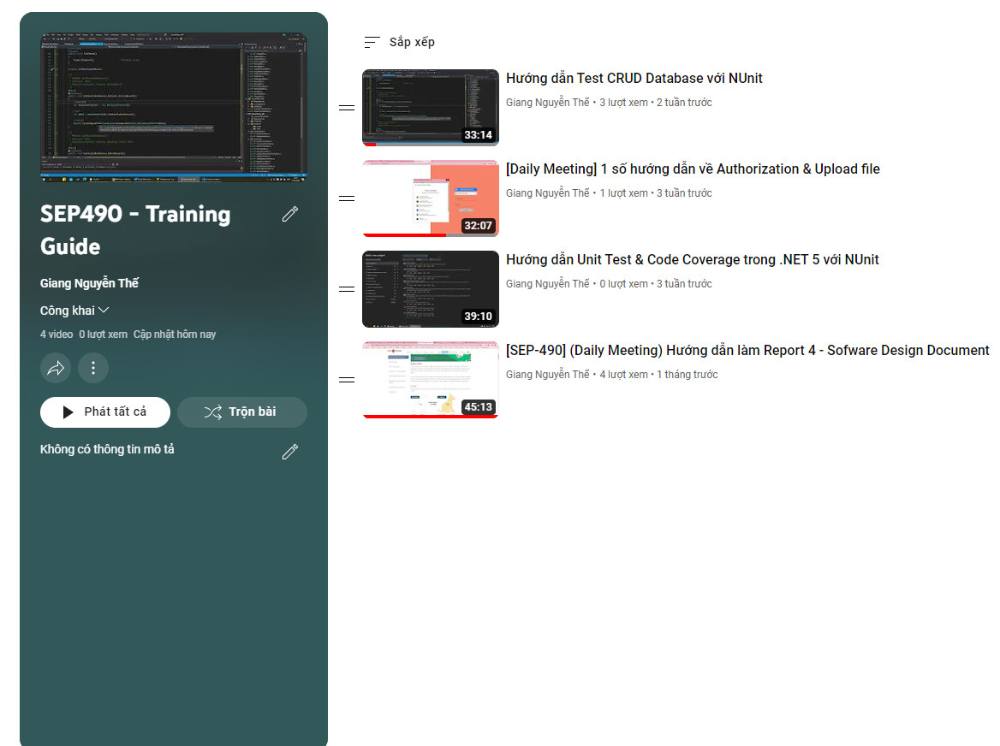 SEP490 - Training
Guide
Giang Nguyễn Thế
Công khai
4 video 0 lượt xem Cập nhật hôm nay
Phát tất cả
Trộn bài
Không có thông tin mô tả
Sắp xếp
33:14
Hướng dẫn Test CRUD Database với NUnit
Giang Nguyễn Thế • 3 lượt xem • 2 tuần trước
32:07
[Daily Meeting] 1 số hướng dẫn về Authorization & Upload file
Giang Nguyễn Thế • 1 lượt xem • 3 tuần trước
39:10
Hướng dẫn Unit Test & Code Coverage trong .NET 5 với NUnit
Giang Nguyễn Thế • 0 lượt xem • 3 tuần trước
45:13
[SEP-490] (Daily Meeting) Hướng dẫn làm Report 4 - Sofware Design Document
Giang Nguyễn Thế • 4 lượt xem • 1 tháng trước